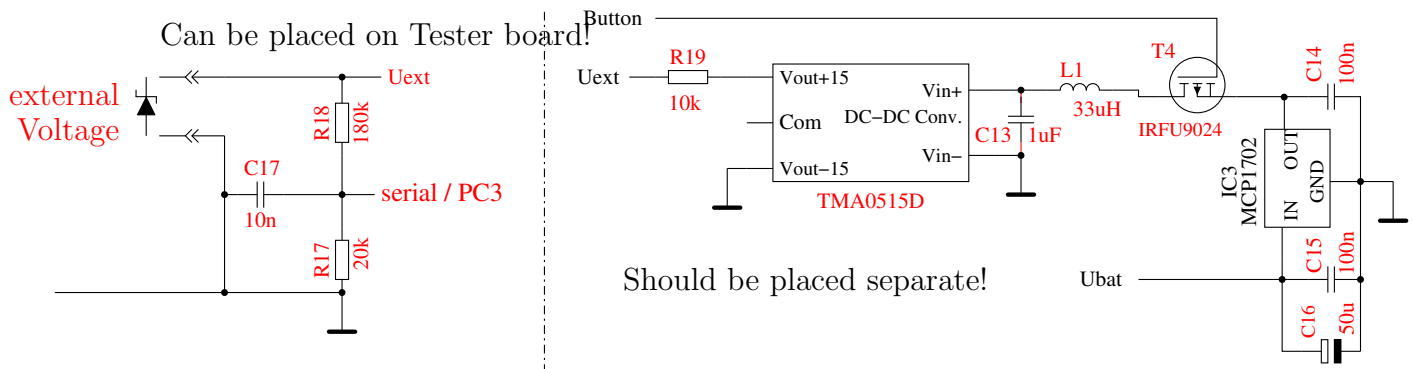 Can be placed on Tester board!
external
Voltage
Uext
R18
180k
C17
10n
serial / PC3
R17
20k
Button
Uext
R19
10k
Vout+15
Com
Vout−15
Vin+
DC−DC Conv.
Vin−
TMA0515D
C13
1uF
L1
33uH
T4
IRFU9024
C14
100n
IC3
MCP1702
OUT
GND
IN
Ubat
C15
100n
C16
50u
Should be placed separate!